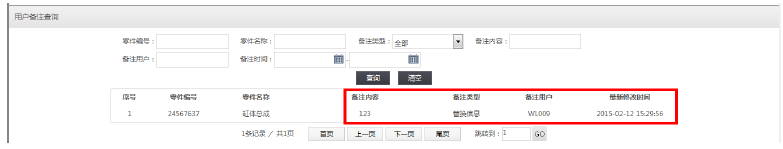 用户备注查询
零件编号： 零件名称： 备注类型： 全部 备注内容：
备注用户： 备注时间： -
查询 清空
序号 零件编号 零件名称 备注内容 备注类型 备注用户 最新修改时间
1 24567637 缸体总成 123 替换信息 WL009 2015-02-12 15:29:56
1条记录 / 共1页 首页 上一页 下一页 尾页 跳转到： 1 GO